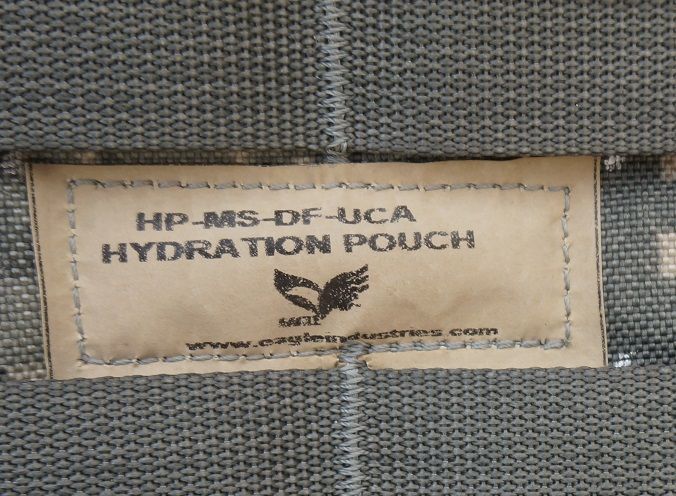 HP-MS-DF-UCA
HYDRATION POUCH
www.eagleindustries.com